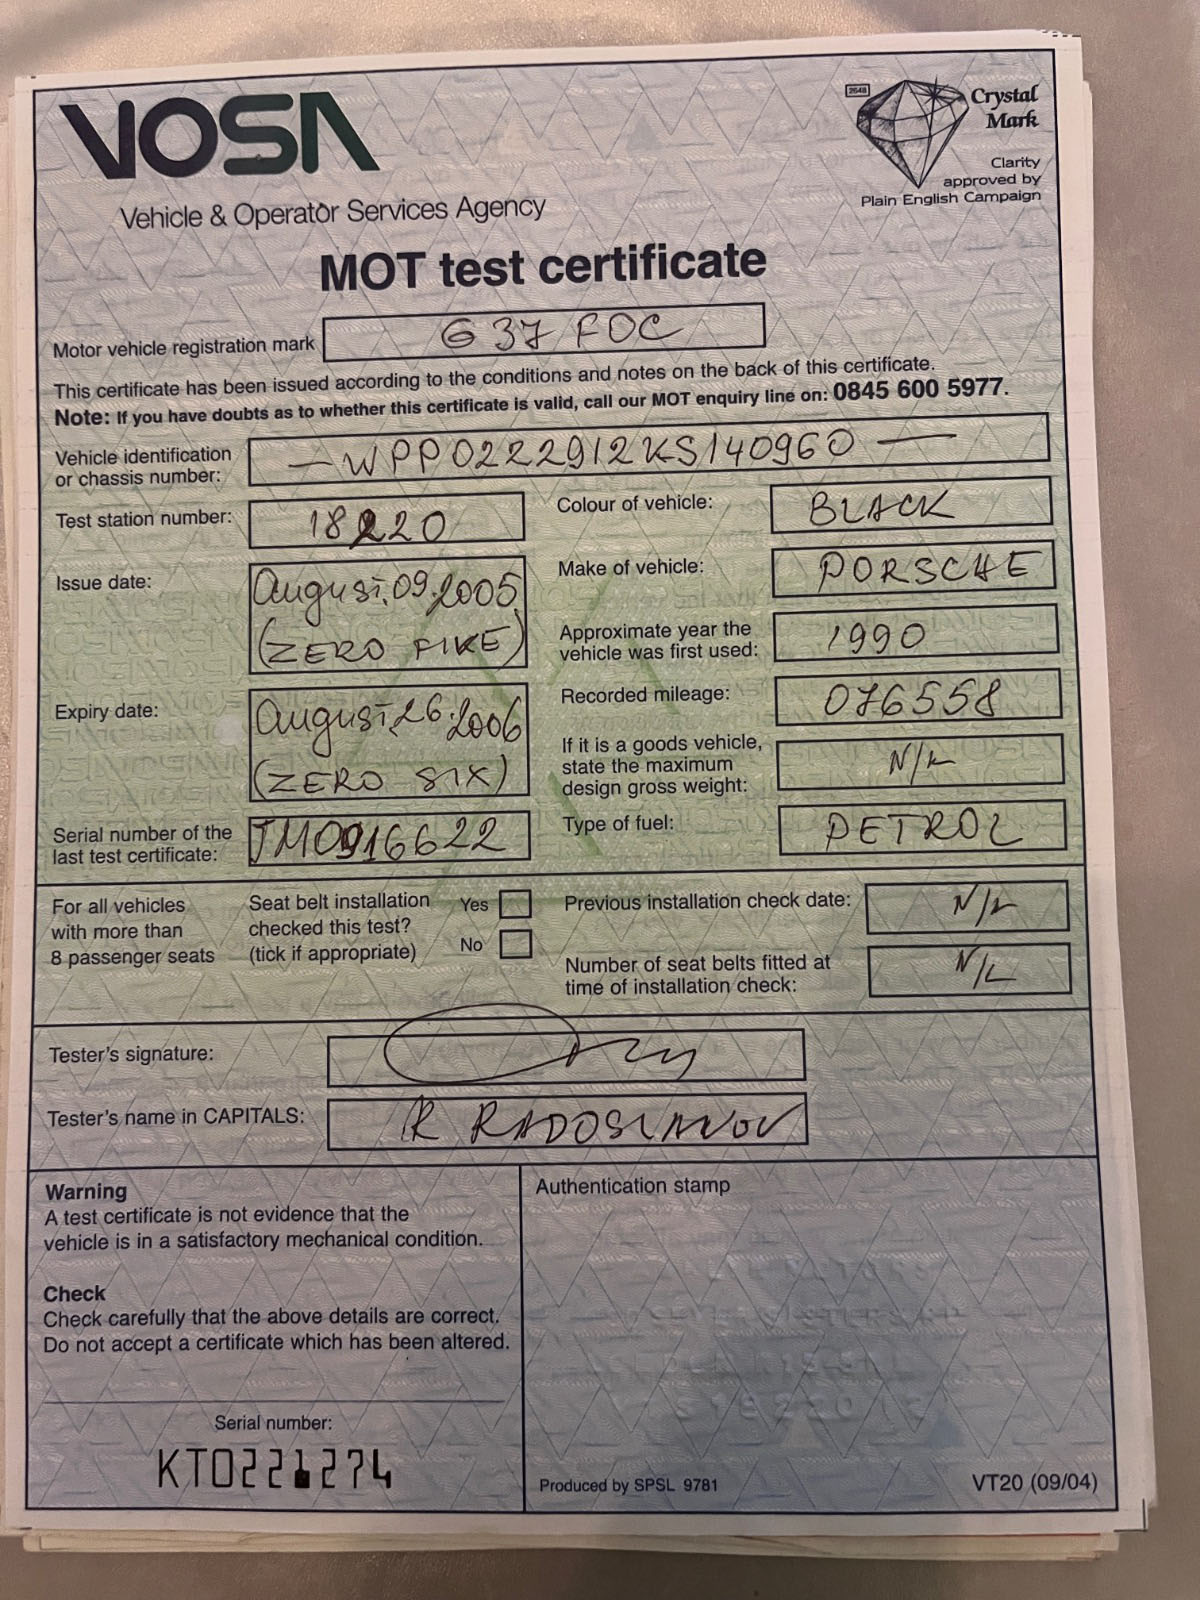 VOSA
Vehicle & Operator Services Agency
2648
Crystal
Mark
Clarity
approved by
Plain English Campaign
MOT test certificate
Motor vehicle registration mark G 37 FOC
This certificate has been issued according to the conditions and notes on the back of this certificate.
Note: If you have doubts as to whether this certificate is valid, call our MOT enquiry line on: 0845 600 5977.
Vehicle identification
or chassis number: — WPP0222912KS140960 —
Test station number: 18220
Colour of vehicle: BLACK
Issue date: August. 09. 2005
(ZERO FIVE)
Make of vehicle: PORSCHE
Approximate year the
vehicle was first used: 1990
Expiry date: August. 26. 2006
(ZERO SIX)
Recorded mileage: 076558
If it is a goods vehicle,
state the maximum
design gross weight:
Serial number of the
last test certificate: JM0916622
Type of fuel: PETROL
For all vehicles
with more than
8 passenger seats
Seat belt installation
checked this test?
(tick if appropriate)
Yes
No
Previous installation check date:
Number of seat belts fitted at
time of installation check:
Tester's signature:
Tester's name in CAPITALS: R RADOSLANOV
Warning
A test certificate is not evidence that the
vehicle is in a satisfactory mechanical condition.
Check
Check carefully that the above details are correct.
Do not accept a certificate which has been altered.
Serial number:
KT0221274
Authentication stamp
Produced by SPSL 9781
VT20 (09/04)